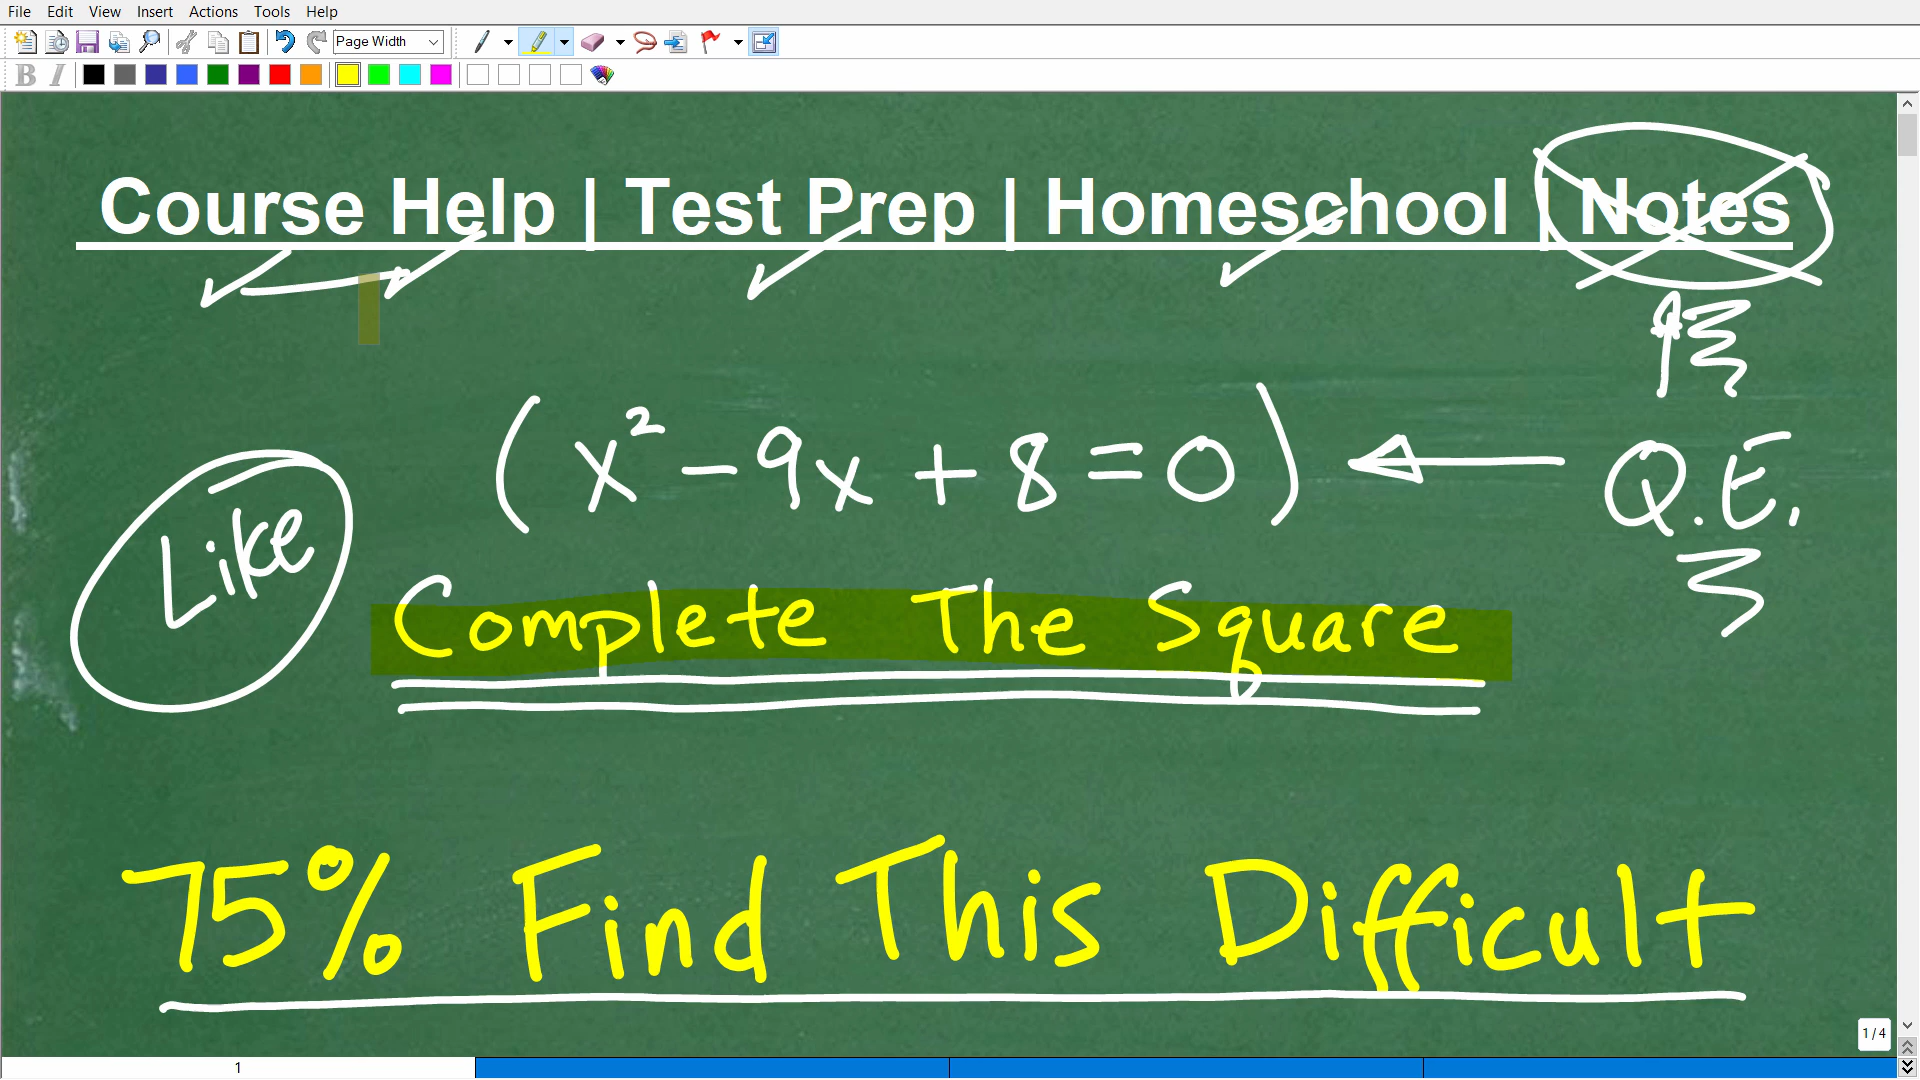 File Edit View Insert Actions Tools Help
Page Width
B I
Course Help | Test Prep | Homeschool | Notes
(x² - 9x + 8 = 0) ← Q.E.
Like
Complete The Square
75% Find This Difficult
1 / 4
1